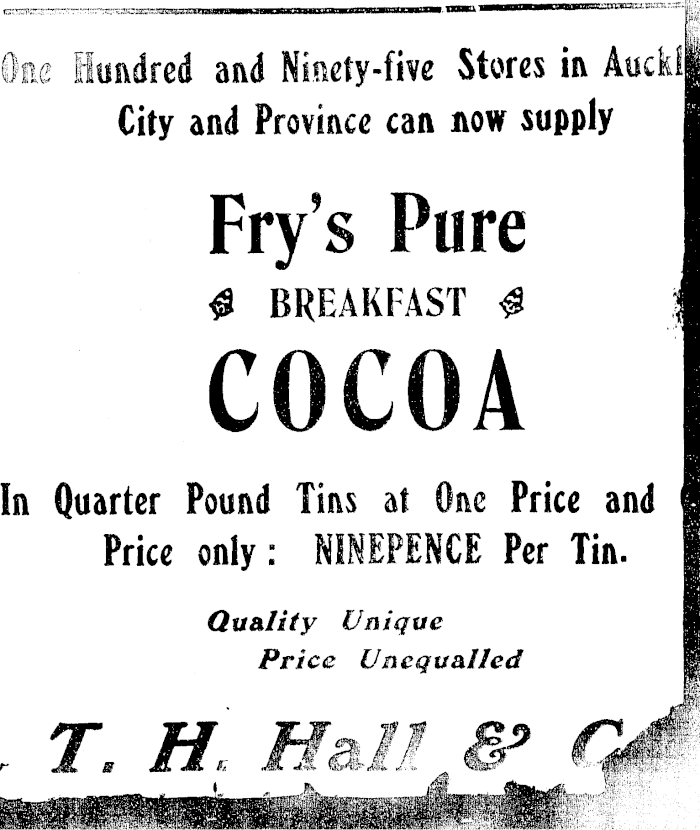 One Hundred and Ninety-five Stores in Auckl
City and Province can now supply
Fry's Pure
BREAKFAST
COCOA
In Quarter Pound Tins at One Price and
Price only : NINEPENCE Per Tin.
Quality Unique
Price Unequalled
T. H. Hall & C